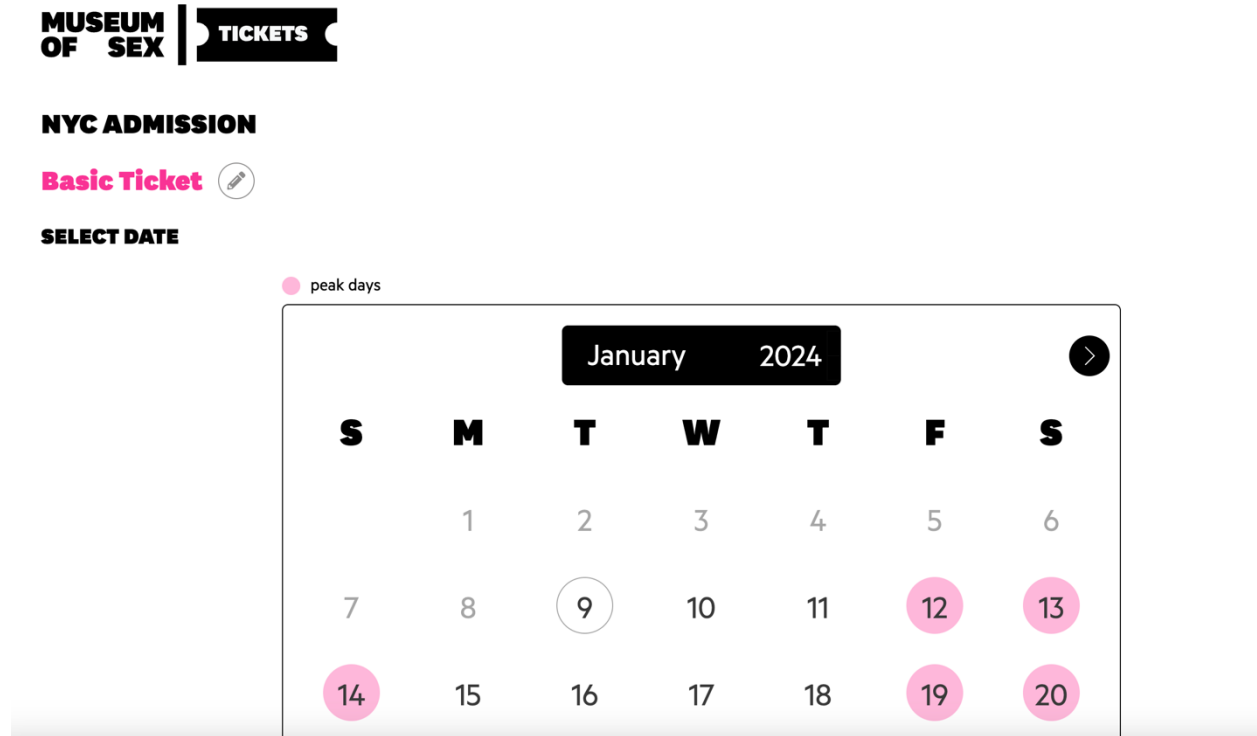 MUSEUM
OF SEX
TICKETS
NYC ADMISSION
Basic Ticket
SELECT DATE
peak days
January 2024
S M T W T F S
1 2 3 4 5 6
7 8 9 10 11 12 13
14 15 16 17 18 19 20